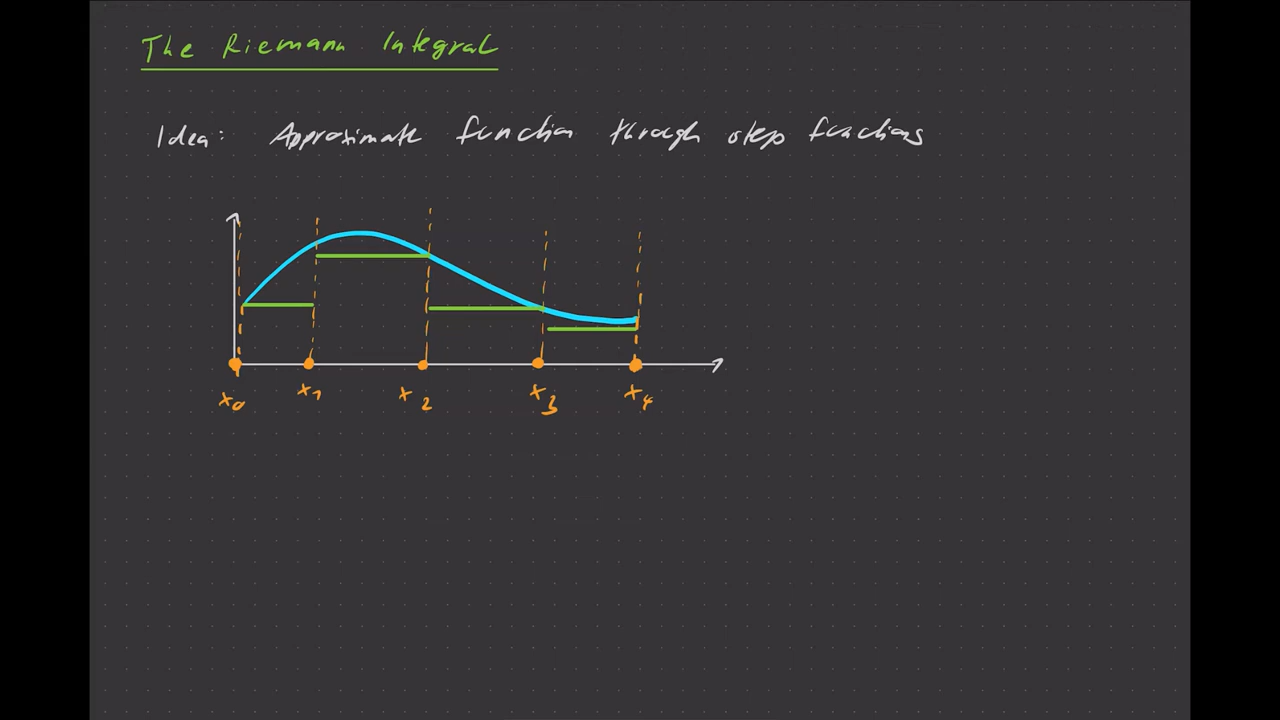 The Riemann Integral
Idea: Approximate function through step functions
x₀ x₁ x₂ x₃ x₄